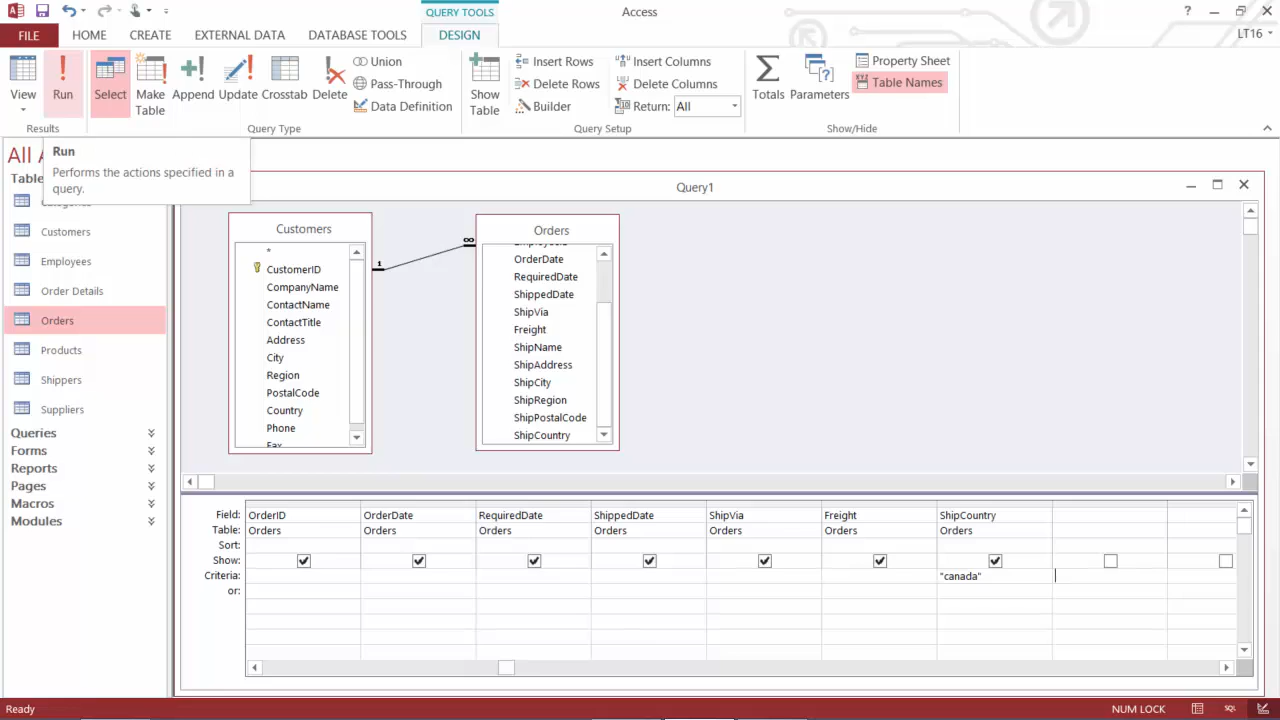 QUERY TOOLS
Access
?
FILE
HOME
CREATE
EXTERNAL DATA
DATABASE TOOLS
DESIGN
LT16
View
Run
Select
Make Table
Append
Update
Crosstab
Delete
Union
Pass-Through
Data Definition
Show Table
Insert Rows
Delete Rows
Builder
Insert Columns
Delete Columns
Return: All
Totals
Parameters
Property Sheet
Table Names
Results
Query Type
Query Setup
Show/Hide
All A
Run
Performs the actions specified in a
query.
Table
Categories
Customers
Employees
Order Details
Orders
Products
Shippers
Suppliers
Queries
Forms
Reports
Pages
Macros
Modules
Query1
Customers
*
CustomerID
CompanyName
ContactName
ContactTitle
Address
City
Region
PostalCode
Country
Phone
Fax
1
∞
Orders
EmployeeID
OrderDate
RequiredDate
ShippedDate
ShipVia
Freight
ShipName
ShipAddress
ShipCity
ShipRegion
ShipPostalCode
ShipCountry
Field: OrderID OrderDate RequiredDate ShippedDate ShipVia Freight ShipCountry
Table: Orders Orders Orders Orders Orders Orders Orders
Sort:
Show:
Criteria: "canada"
or:
Ready
NUM LOCK
SQL